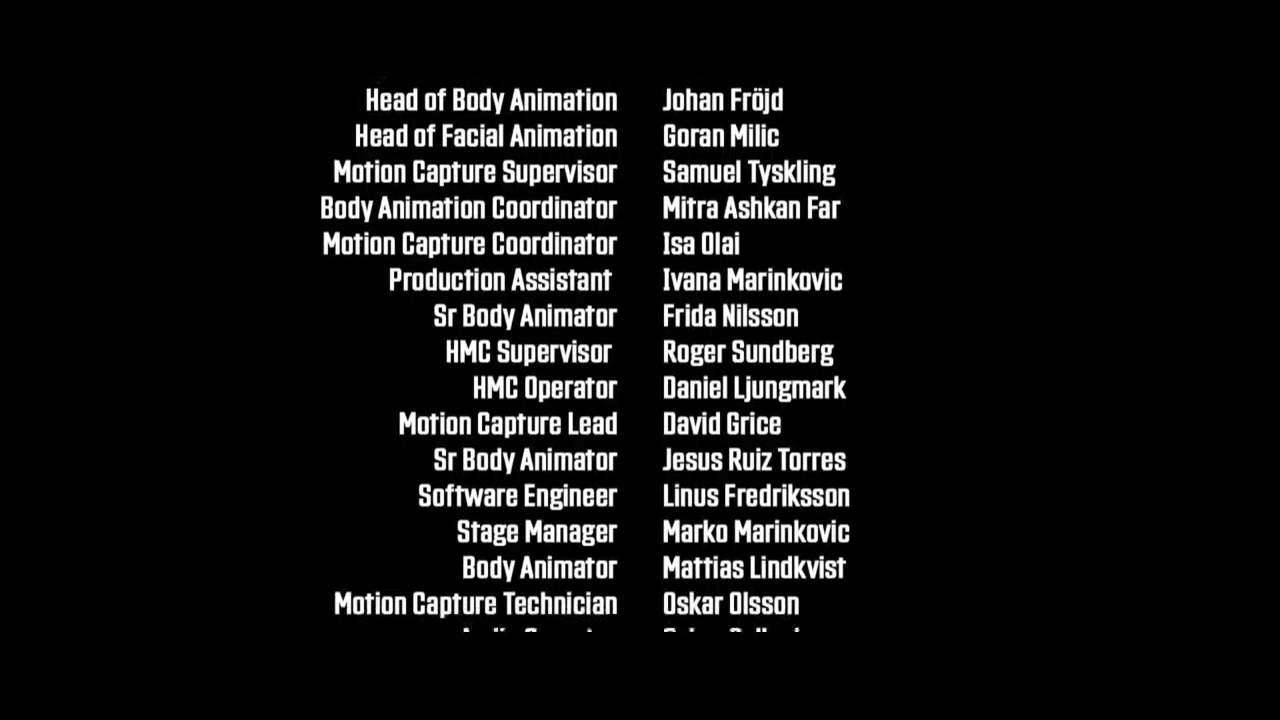 Head of Body Animation Johan Fröjd
Head of Facial Animation Goran Milic
Motion Capture Supervisor Samuel Tyskling
Body Animation Coordinator Mitra Ashkan Far
Motion Capture Coordinator Isa Olai
Production Assistant Ivana Marinkovic
Sr Body Animator Frida Nilsson
HMC Supervisor Roger Sundberg
HMC Operator Daniel Ljungmark
Motion Capture Lead David Grice
Sr Body Animator Jesus Ruiz Torres
Software Engineer Linus Fredriksson
Stage Manager Marko Marinkovic
Body Animator Mattias Lindkvist
Motion Capture Technician Oskar Olsson